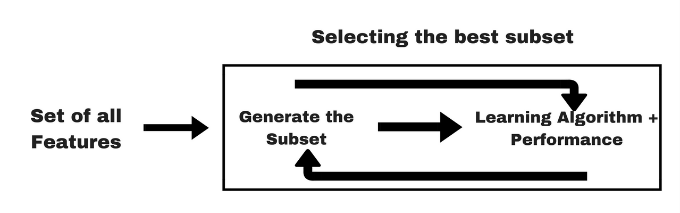 Selecting the best subset
Set of all
Features
Generate the
Subset
Learning Algorithm +
Performance